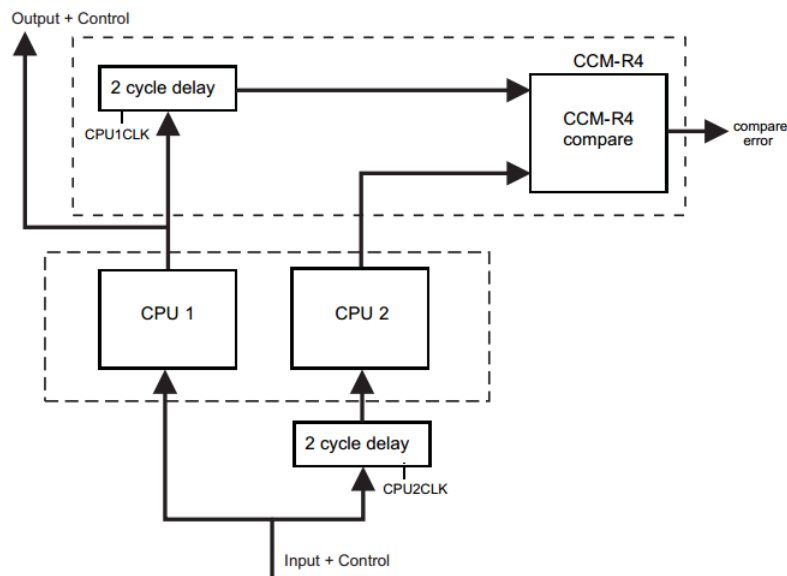 Output + Control
CCM-R4
2 cycle delay
CPU1CLK
CCM-R4
compare
compare
error
CPU 1
CPU 2
2 cycle delay
CPU2CLK
Input + Control